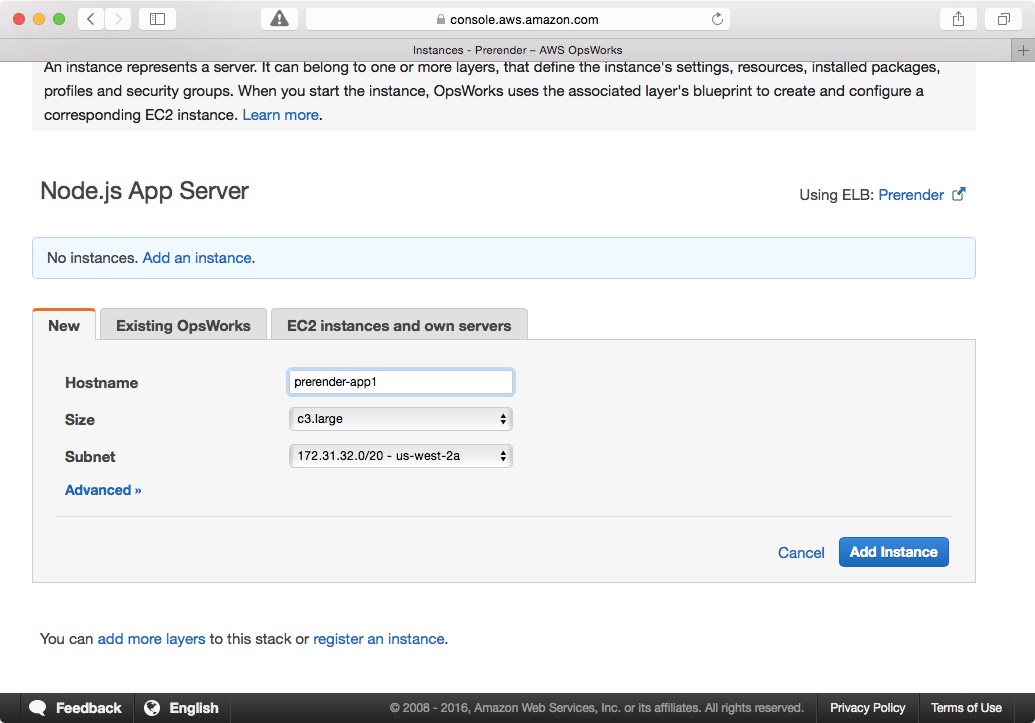 console.aws.amazon.com
Instances - Prerender – AWS OpsWorks
An instance represents a server. It can belong to one or more layers, that define the instance's settings, resources, installed packages,
profiles and security groups. When you start the instance, OpsWorks uses the associated layer's blueprint to create and configure a
corresponding EC2 instance. Learn more.
Node.js App Server
Using ELB: Prerender
No instances. Add an instance.
New
Existing OpsWorks
EC2 instances and own servers
Hostname
prerender-app1
Size
c3.large
Subnet
172.31.32.0/20 - us-west-2a
Advanced »
Cancel
Add Instance
You can add more layers to this stack or register an instance.
Feedback
English
© 2008 - 2016, Amazon Web Services, Inc. or its affiliates. All rights reserved.
Privacy Policy
Terms of Use